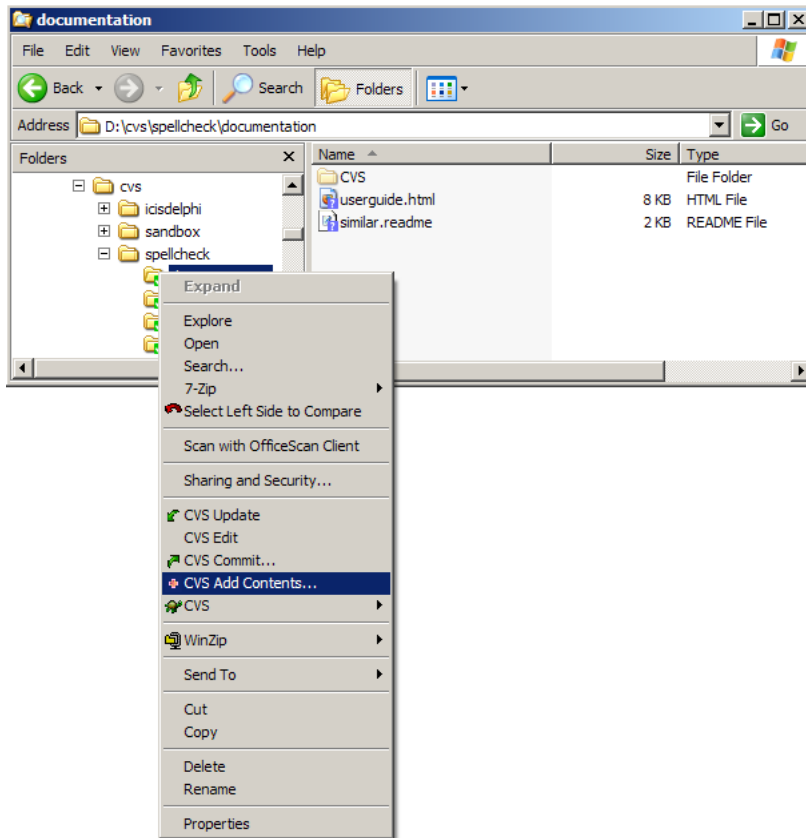 documentation
File Edit View Favorites Tools Help
Back Search Folders
Address D:\cvs\spellcheck\documentation Go
Folders x Name Size Type
cvs
icisdelphi
sandbox
spellcheck
CVS File Folder
userguide.html 8 KB HTML File
similar.readme 2 KB README File
Expand
Explore
Open
Search...
7-Zip
Select Left Side to Compare
Scan with OfficeScan Client
Sharing and Security...
CVS Update
CVS Edit
CVS Commit...
CVS Add Contents...
CVS
WinZip
Send To
Cut
Copy
Delete
Rename
Properties